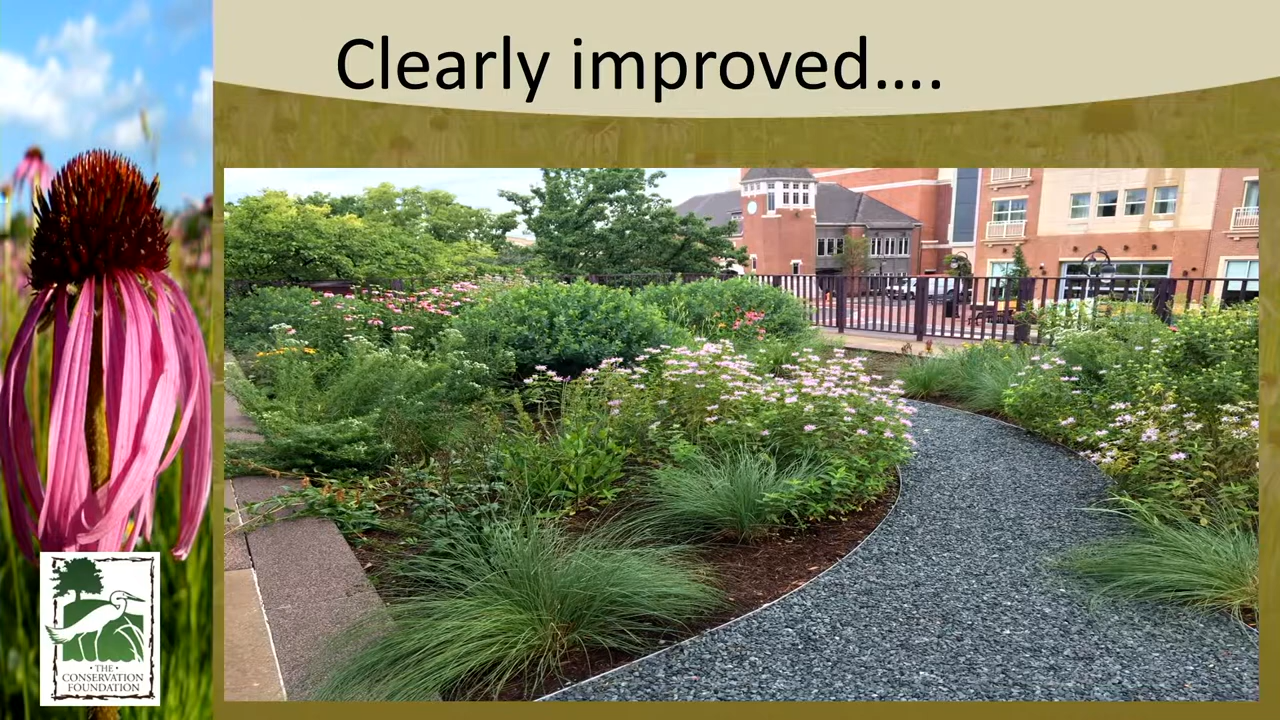 Clearly improved....
· THE ·
CONSERVATION
FOUNDATION